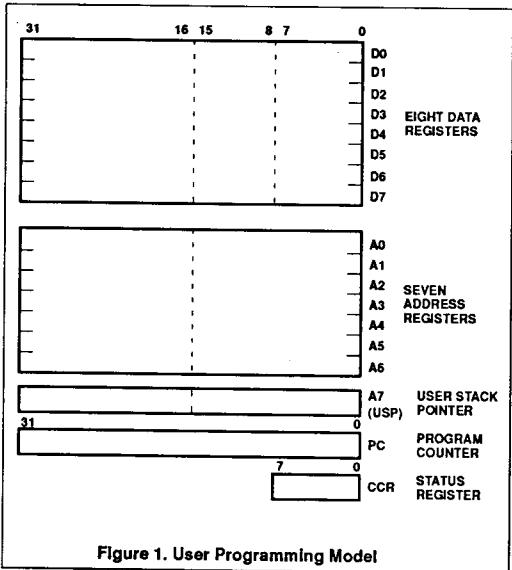 31 16 15 8 7 0
D0
D1
D2
D3
D4
D5
D6
D7
EIGHT DATA
REGISTERS
A0
A1
A2
A3
A4
A5
A6
SEVEN
ADDRESS
REGISTERS
A7
(USP)
USER STACK
POINTER
31 0
PC
PROGRAM
COUNTER
7 0
CCR
STATUS
REGISTER
Figure 1. User Programming Model